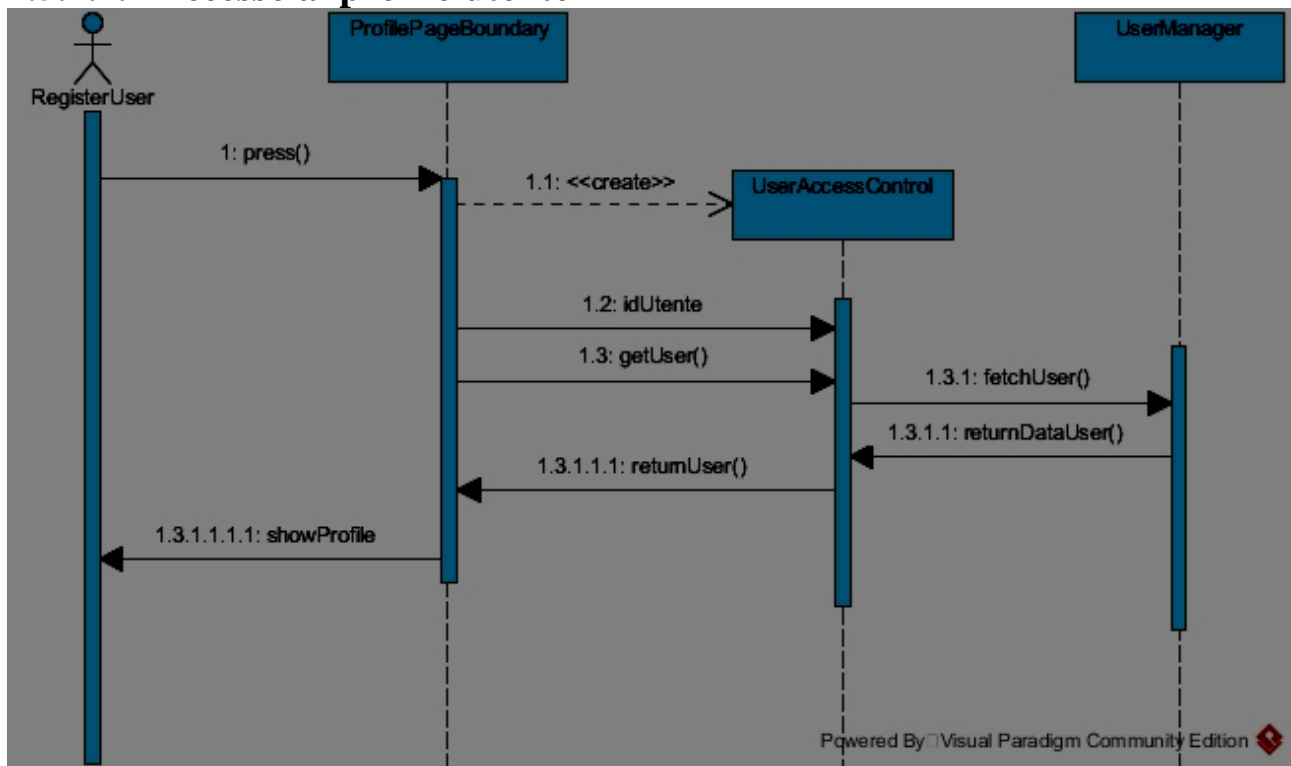 ProfilePageBoundary
UserManager
RegisterUser
1: press()
1.1: <<create>>
UserAccessControl
1.2: idUtente
1.3: getUser()
1.3.1: fetchUser()
1.3.1.1: returnDataUser()
1.3.1.1.1: returnUser()
1.3.1.1.1.1: showProfile
Powered By Visual Paradigm Community Edition